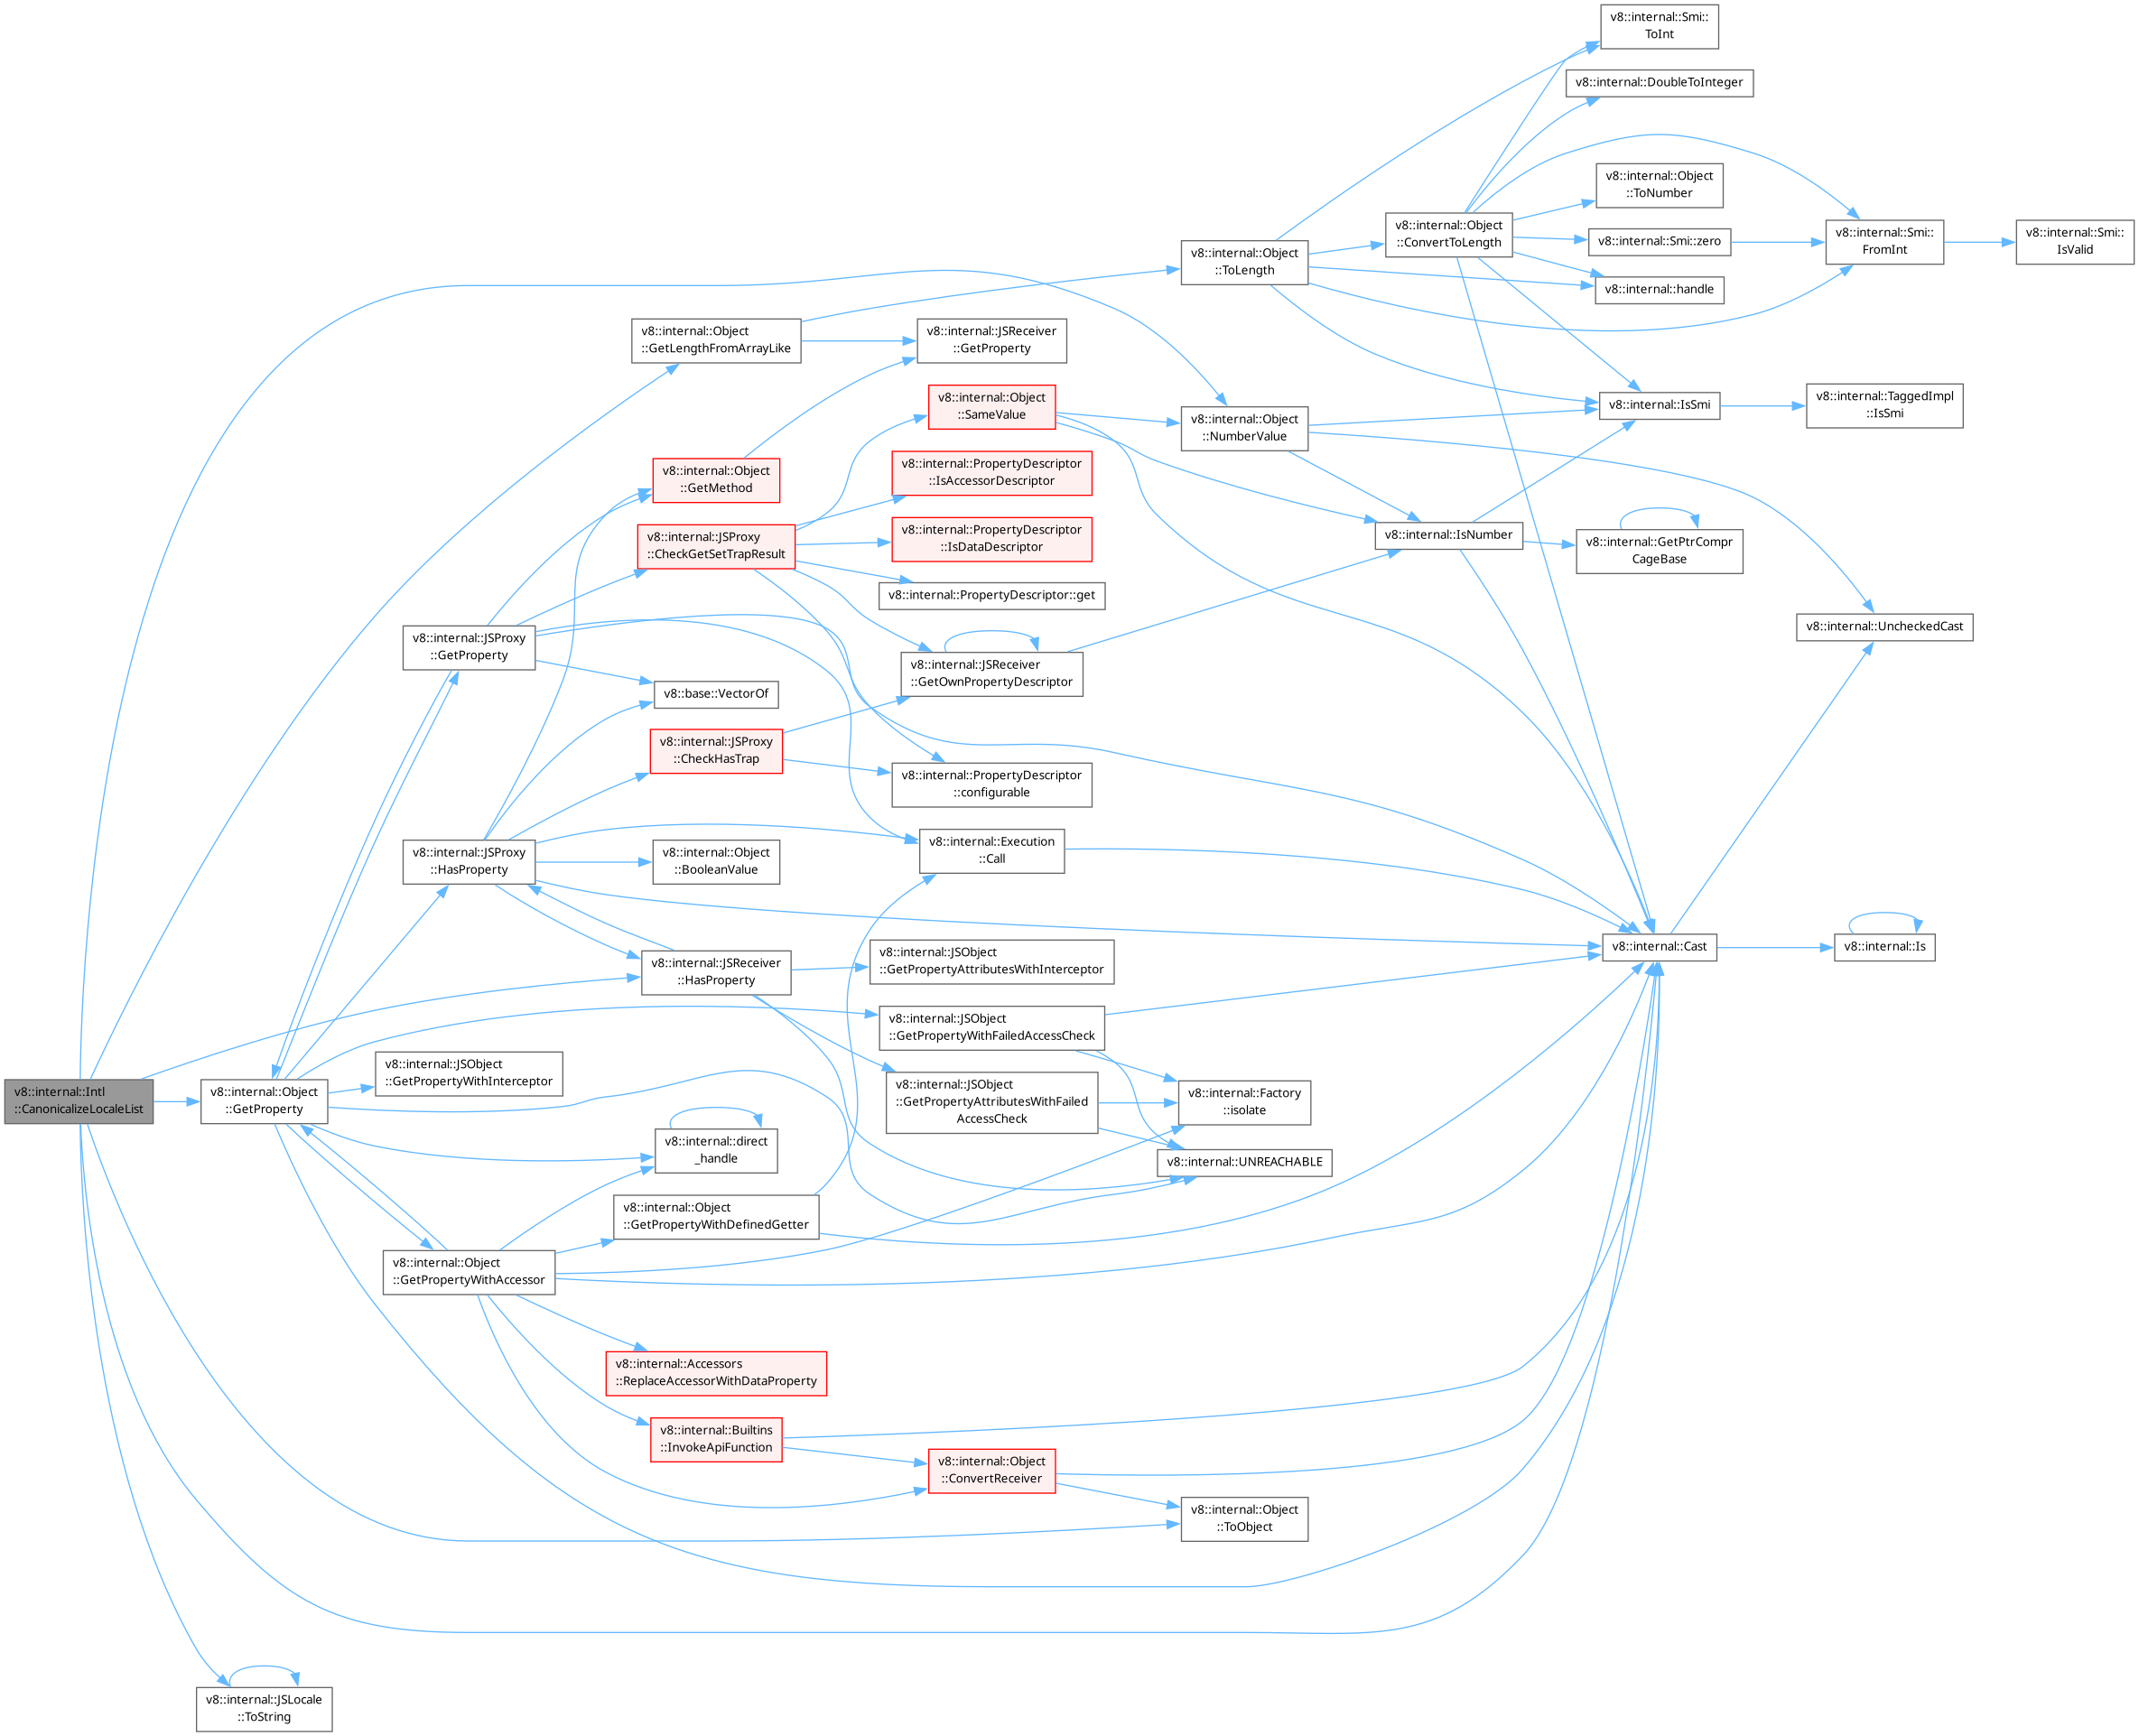 v8::internal::Smi::
ToInt
v8::internal::DoubleToInteger
v8::internal::Object
::ToNumber
v8::internal::Object
::ConvertToLength
v8::internal::Smi::zero
v8::internal::Smi::
FromInt
v8::internal::Smi::
IsValid
v8::internal::Object
::ToLength
v8::internal::handle
v8::internal::Object
::GetLengthFromArrayLike
v8::internal::JSReceiver
::GetProperty
v8::internal::Object
::SameValue
v8::internal::Object
::NumberValue
v8::internal::IsSmi
v8::internal::TaggedImpl
::IsSmi
v8::internal::Object
::GetMethod
v8::internal::PropertyDescriptor
::IsAccessorDescriptor
v8::internal::JSProxy
::CheckGetSetTrapResult
v8::internal::PropertyDescriptor
::IsDataDescriptor
v8::internal::IsNumber
v8::internal::GetPtrCompr
CageBase
v8::internal::PropertyDescriptor::get
v8::internal::UncheckedCast
v8::internal::JSProxy
::GetProperty
v8::internal::JSReceiver
::GetOwnPropertyDescriptor
v8::base::VectorOf
v8::internal::JSProxy
::CheckHasTrap
v8::internal::PropertyDescriptor
::configurable
v8::internal::JSProxy
::HasProperty
v8::internal::Object
::BooleanValue
v8::internal::Execution
::Call
v8::internal::Cast
v8::internal::Is
v8::internal::JSReceiver
::HasProperty
v8::internal::JSObject
::GetPropertyAttributesWithInterceptor
v8::internal::JSObject
::GetPropertyWithFailedAccessCheck
v8::internal::Intl
::CanonicalizeLocaleList
v8::internal::Object
::GetProperty
v8::internal::JSObject
::GetPropertyWithInterceptor
v8::internal::JSObject
::GetPropertyAttributesWithFailed
AccessCheck
v8::internal::Factory
::isolate
v8::internal::direct
_handle
v8::internal::UNREACHABLE
v8::internal::Object
::GetPropertyWithDefinedGetter
v8::internal::Object
::GetPropertyWithAccessor
v8::internal::Accessors
::ReplaceAccessorWithDataProperty
v8::internal::Builtins
::InvokeApiFunction
v8::internal::Object
::ConvertReceiver
v8::internal::Object
::ToObject
v8::internal::JSLocale
::ToString